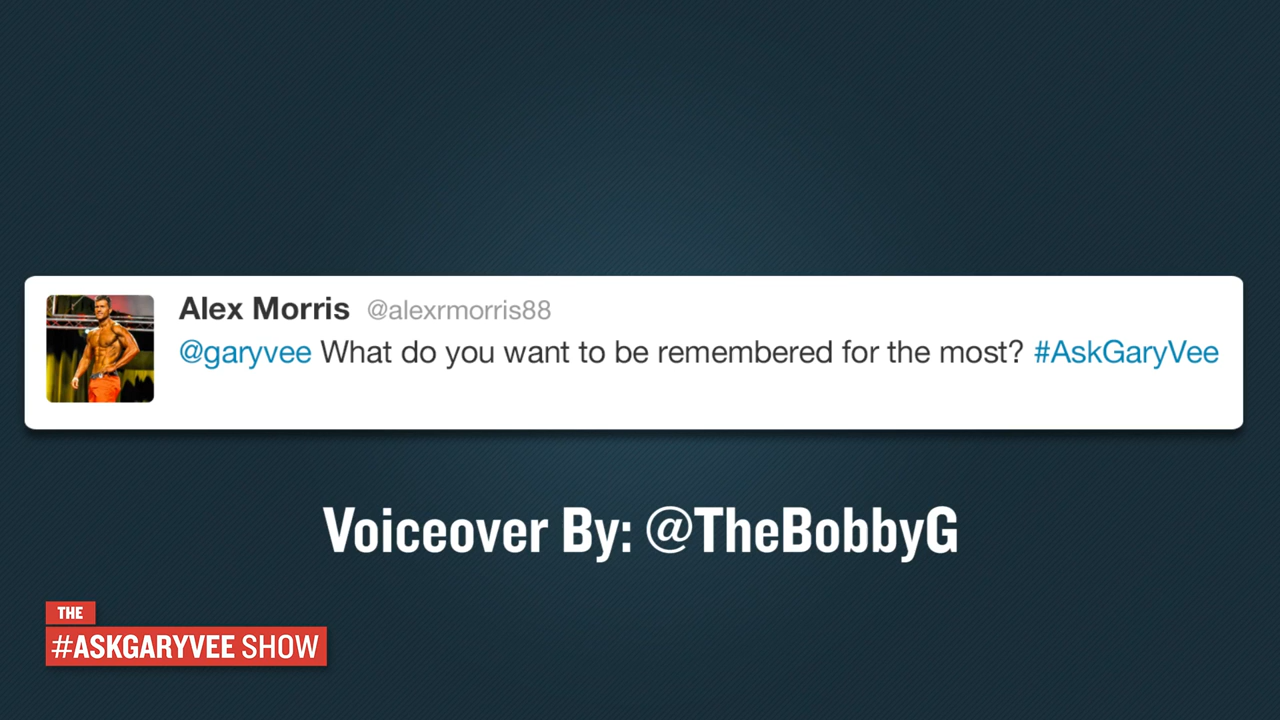 Alex Morris @alexrmorris88
@garyvee What do you want to be remembered for the most? #AskGaryVee
Voiceover By: @TheBobbyG
THE
#ASKGARYVEE SHOW